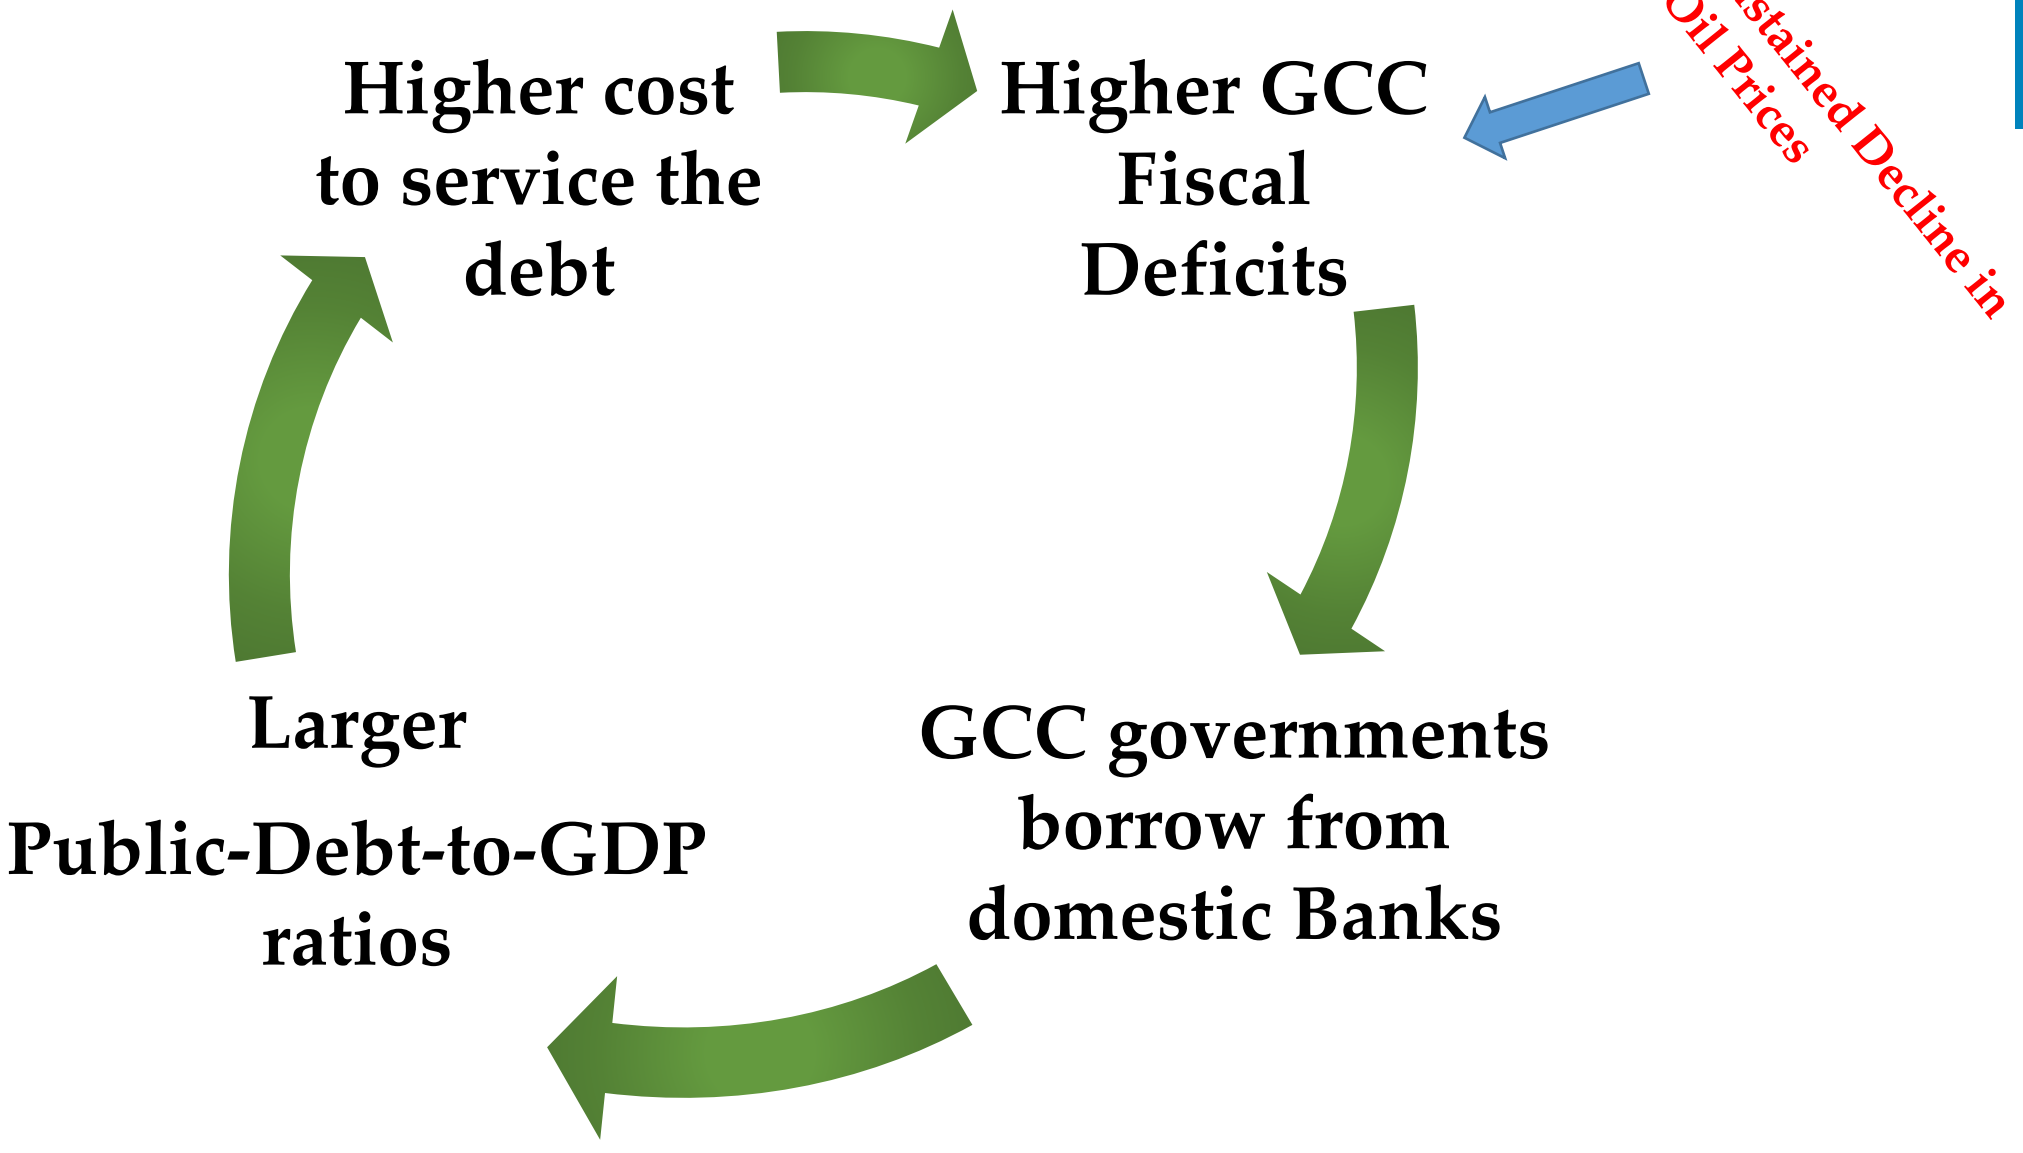 Higher cost
to service the
debt
Higher GCC
Fiscal
Deficits
Decline in
Oil Prices
GCC governments
borrow from
domestic Banks
Larger
Public-Debt-to-GDP
ratios